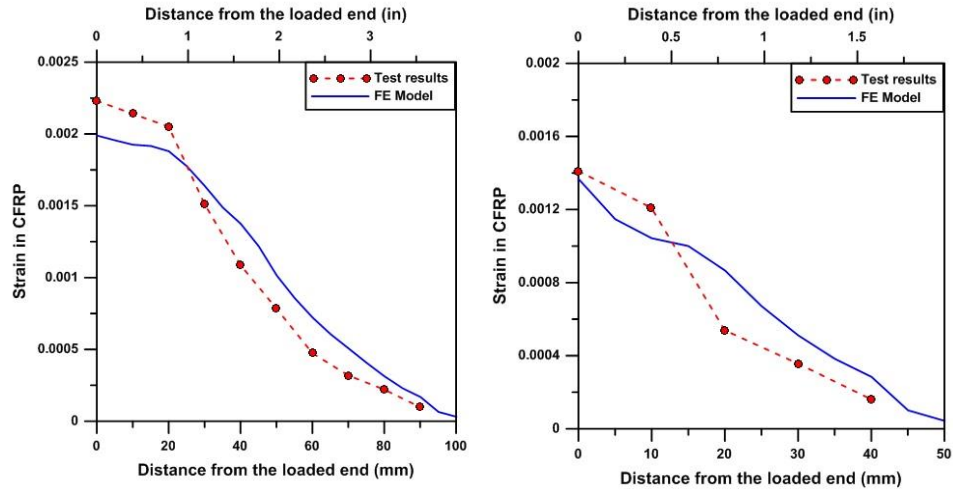 Distance from the loaded end (in)
0 1 2 3
0.0025
0.002
0.0015
0.001
0.0005
0
Strain in CFRP
Test results
FE Model
0 20 40 60 80 100
Distance from the loaded end (mm)
Distance from the loaded end (in)
0 0.5 1 1.5
0.002
0.0016
0.0012
0.0008
0.0004
0
Strain in CFRP
Test results
FE Model
0 10 20 30 40 50
Distance from the loaded end (mm)